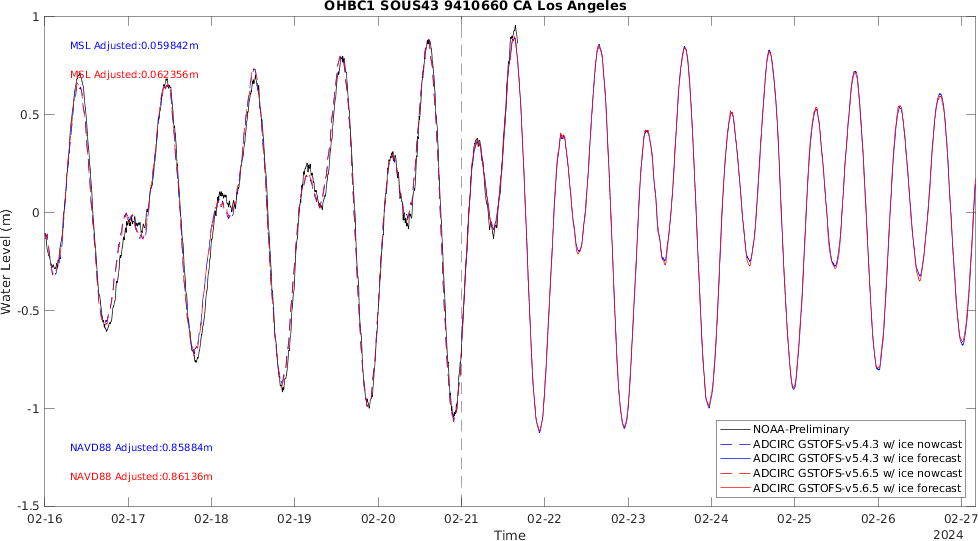 OHBC1 SOUS43 9410660 CA Los Angeles
1
0.5
0
-0.5
-1
-1.5
Water Level (m)
MSL Adjusted:0.059842m
MSL Adjusted:0.062356m
NAVD88 Adjusted:0.85884m
NAVD88 Adjusted:0.86136m
NOAA-Preliminary
ADCIRC GSTOFS-v5.4.3 w/ ice nowcast
ADCIRC GSTOFS-v5.4.3 w/ ice forecast
ADCIRC GSTOFS-v5.6.5 w/ ice nowcast
ADCIRC GSTOFS-v5.6.5 w/ ice forecast
02-16 02-17 02-18 02-19 02-20 02-21 02-22 02-23 02-24 02-25 02-26 02-27
Time
2024